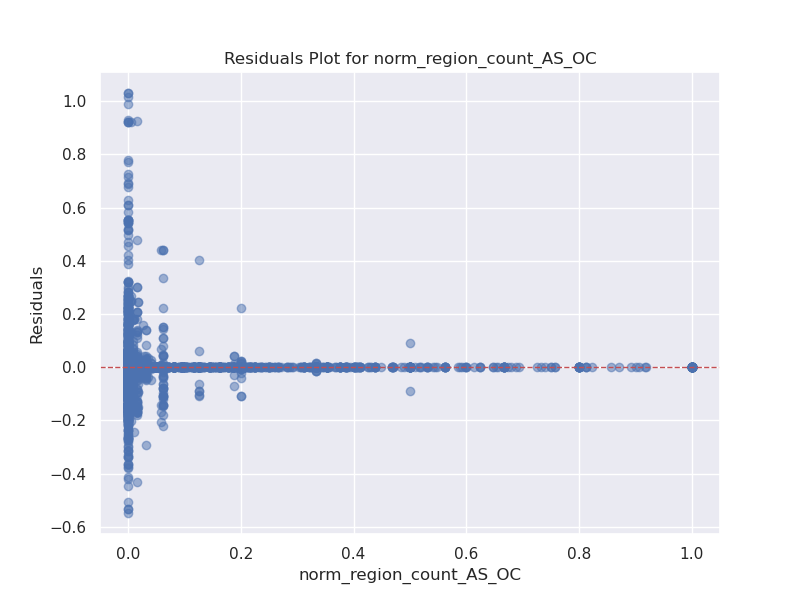 Residuals Plot for norm_region_count_AS_OC
1.0
0.8
0.6
0.4
0.2
0.0
−0.2
−0.4
−0.6
Residuals
0.0 0.2 0.4 0.6 0.8 1.0
norm_region_count_AS_OC